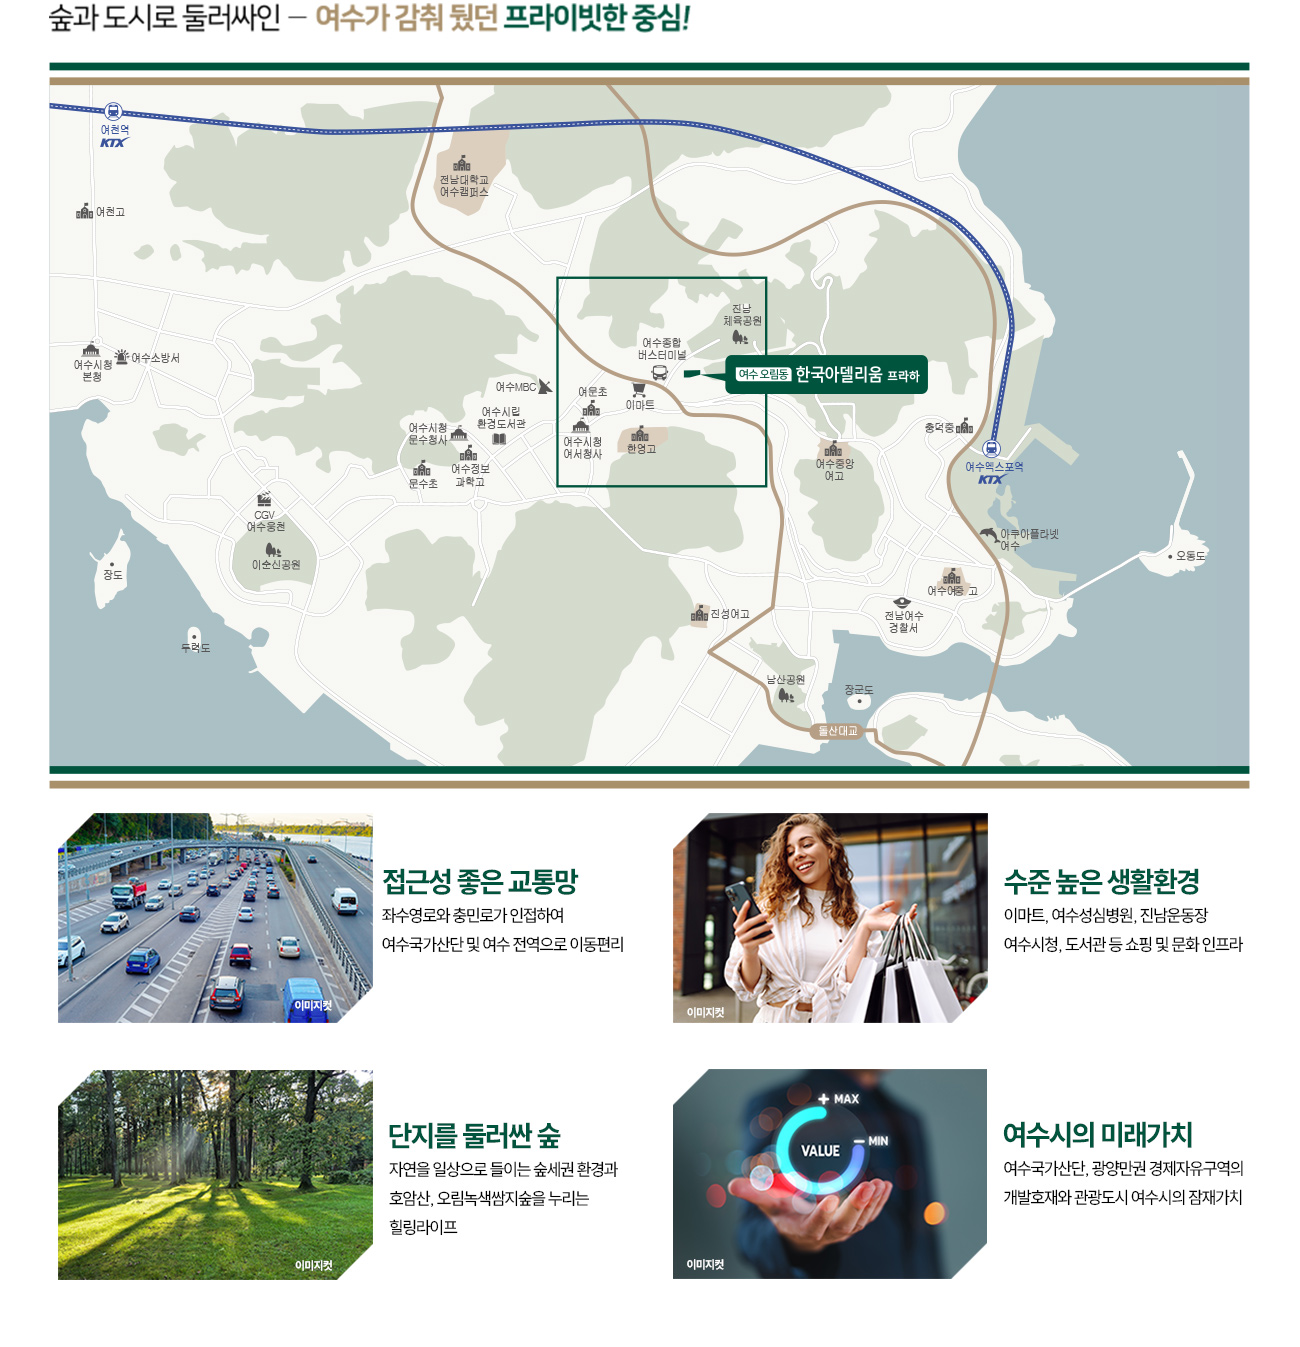 숲과 도시로 둘러싸인 – 여수가 감춰 뒀던 프라이빗한 중심!
여천역
KTX
전남대학교
여수캠퍼스
여천고
진남
체육공원
여수종합
버스터미널
여수시청
본청
여수소방서
여수 오림동 한국아델리움 프라하
여수MBC
여문초
이마트
여수시립
환경도서관
여수시청
문수청사
여수시청
여서청사
한영고
충덕중
여수정보
과학고
문수초
여수중앙
여고
여수엑스포역
KTX
CGV
여수웅천
이순신공원
아쿠아플라넷
여수
오동도
장도
여수여중 고
진성여고
전남여수
경찰서
두력도
남산공원
장군도
돌산대교
접근성 좋은 교통망
좌수영로와 충민로가 인접하여
여수국가산단 및 여수 전역으로 이동편리
이미지컷
수준 높은 생활환경
이마트, 여수성심병원, 진남운동장
여수시청, 도서관 등 쇼핑 및 문화 인프라
이미지컷
단지를 둘러싼 숲
자연을 일상으로 들이는 숲세권 환경과
호암산, 오림녹색쌈지숲을 누리는
힐링라이프
이미지컷
MAX
MIN
VALUE
여수시의 미래가치
여수국가산단, 광양만권 경제자유구역의
개발호재와 관광도시 여수시의 잠재가치
이미지컷